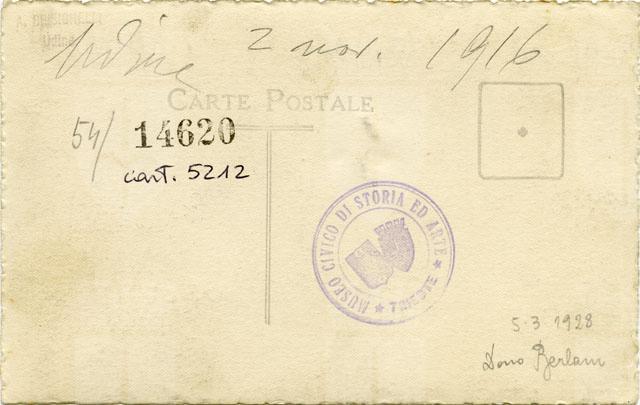 Udine 2 nov. 1916
CARTE POSTALE
54/ 14620
cart. 5212
MUSEO CIVICO DI STORIA ED ARTE
★ TRIESTE ★
5·3 1928
Dono Berlam